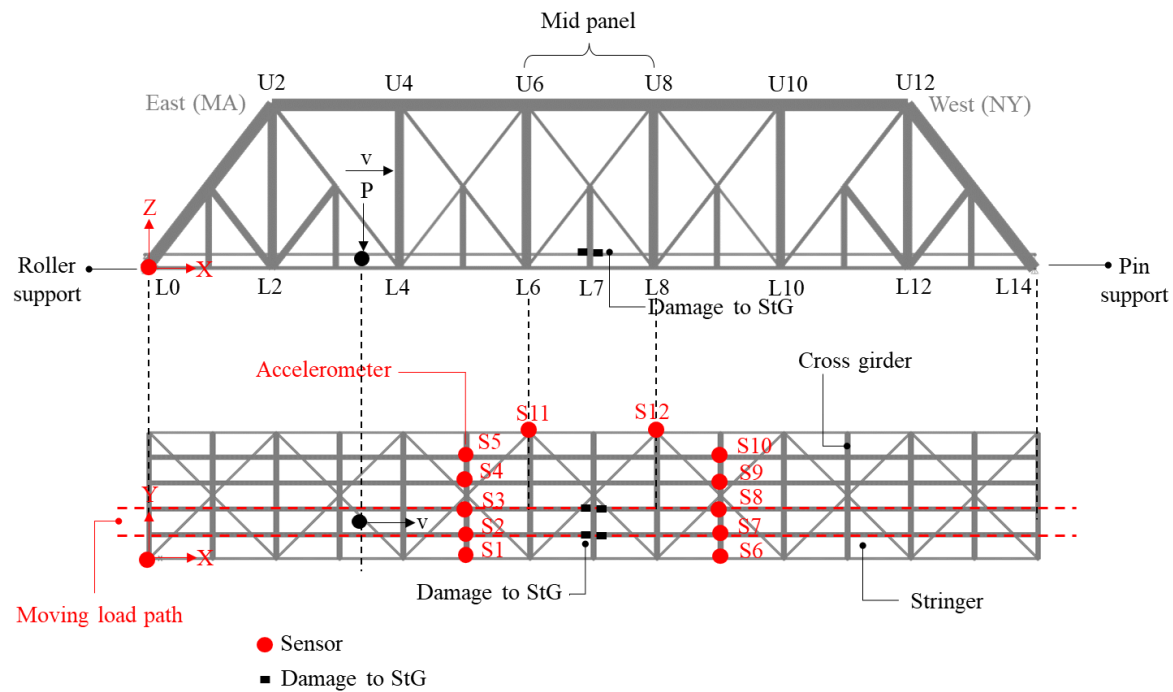 Mid panel
U2
U4
U6
U8
U10
U12
East (MA)
West (NY)
v
P
Z
X
Roller
support
L0
L2
L4
L6
L7
L8
L10
L12
L14
Pin
support
Damage to StG
Accelerometer
Cross girder
S11
S12
S5
S10
S4
S9
Y
S3
S8
v
S2
S7
X
S1
S6
Moving load path
Damage to StG
Stringer
Sensor
Damage to StG